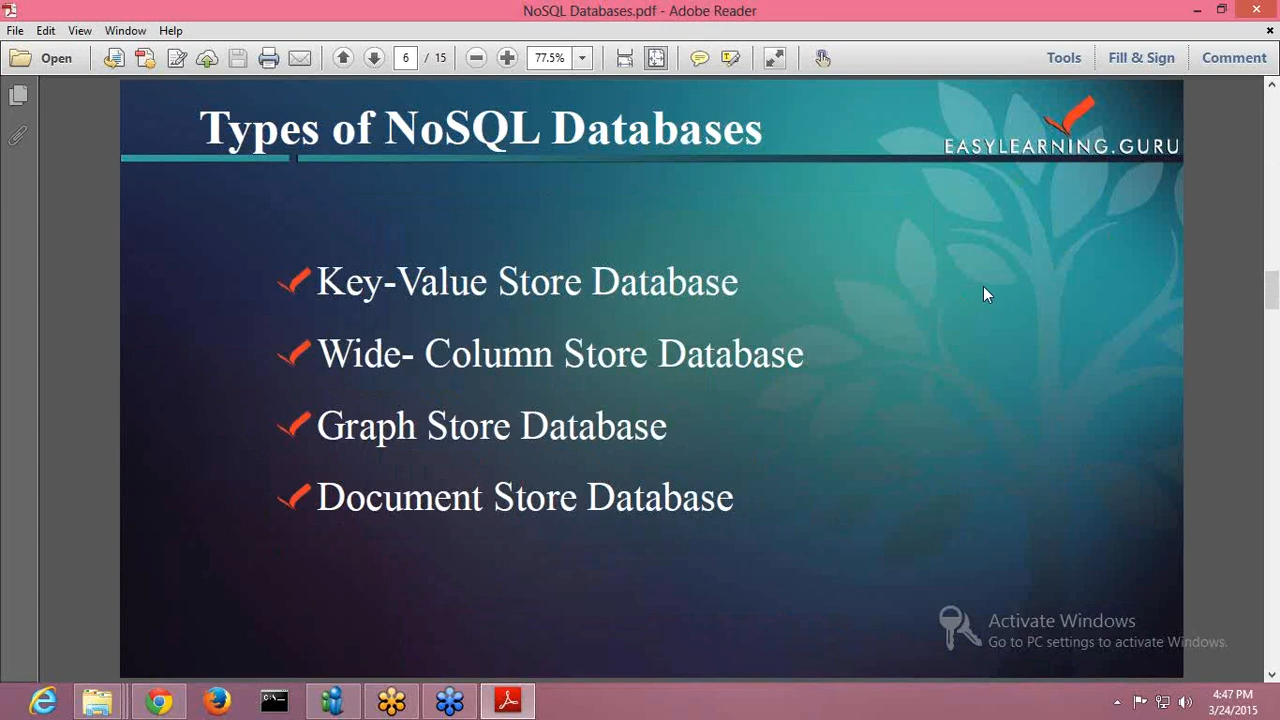 NoSQL Databases.pdf - Adobe Reader
File Edit View Window Help
Open 6 / 15 77.5% Tools Fill & Sign Comment
Types of NoSQL Databases
EASYLEARNING.GURU
Key-Value Store Database
Wide- Column Store Database
Graph Store Database
Document Store Database
Activate Windows
Go to PC settings to activate Windows.
4:47 PM
3/24/2015